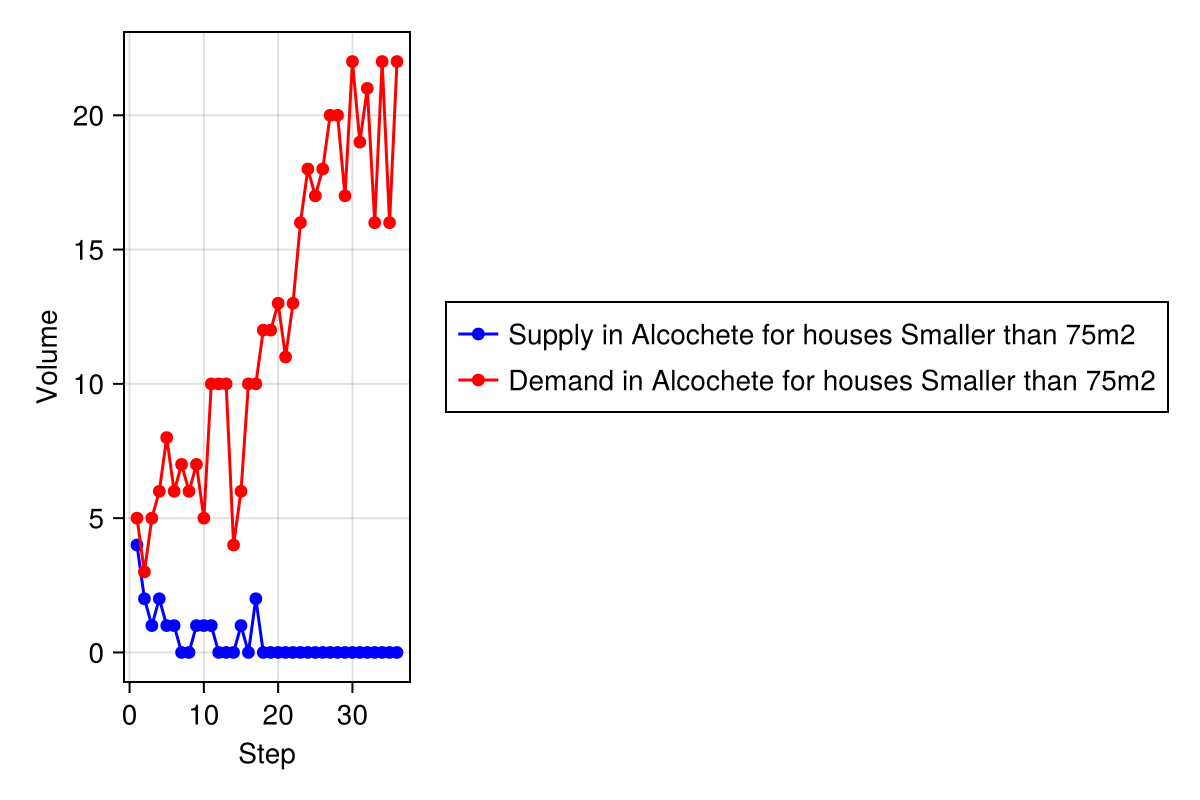 20
15
10
5
0
Volume
0 10 20 30
Step
Supply in Alcochete for houses Smaller than 75m2
Demand in Alcochete for houses Smaller than 75m2